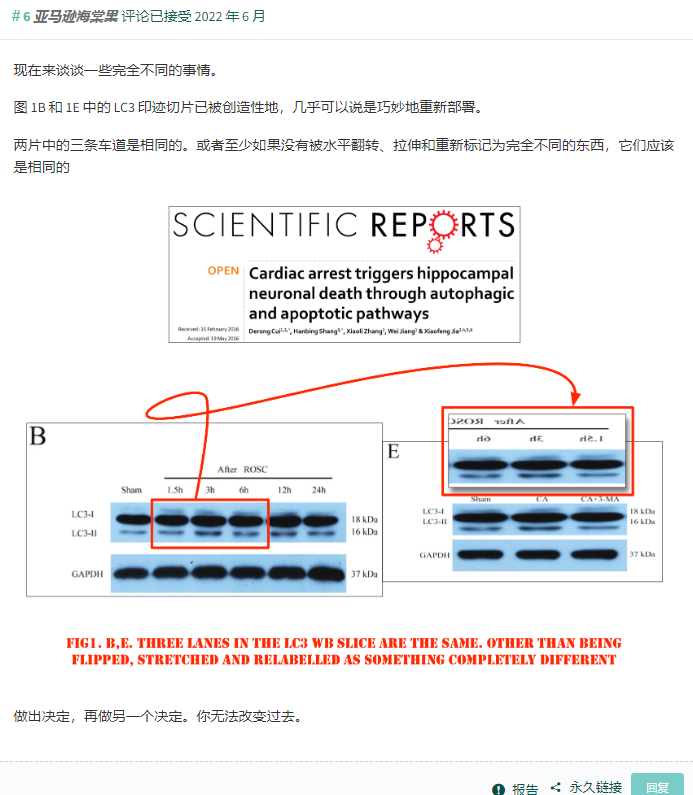 #6 亚马逊海棠果 评论已接受 2022 年 6 月
现在来谈谈一些完全不同的事情。
图 1B 和 1E 中的 LC3 印迹切片已被创造性地，几乎可以说是巧妙地重新部署。
两片中的三条车道是相同的。或者至少如果没有被水平翻转、拉伸和重新标记为完全不同的东西，它们应该
是相同的
SCIENTIFIC REPORTS
OPEN
Cardiac arrest triggers hippocampal
neuronal death through autophagic
and apoptotic pathways
Received: 15 February 2016
Accepted: 19 May 2016
Derong Cui, Hanbing Shang, Xiaoli Zhang, Wei Jiang & Xiaofeng Jia
B
After ROSC
Sham 1.5h 3h 6h 12h 24h
LC3-I 18 kDa
LC3-II 16 kDa
GAPDH 37 kDa
E
After ROSC
6h 3h 1.5h
Sham CA CA+3-MA
LC3-I 18 kDa
LC3-II 16 kDa
GAPDH 37 kDa
FIG1. B,E. THREE LANES IN THE LC3 WB SLICE ARE THE SAME. OTHER THAN BEING
FLIPPED, STRETCHED AND RELABELLED AS SOMETHING COMPLETELY DIFFERENT
做出决定，再做另一个决定。你无法改变过去。
报告 永久链接 回复